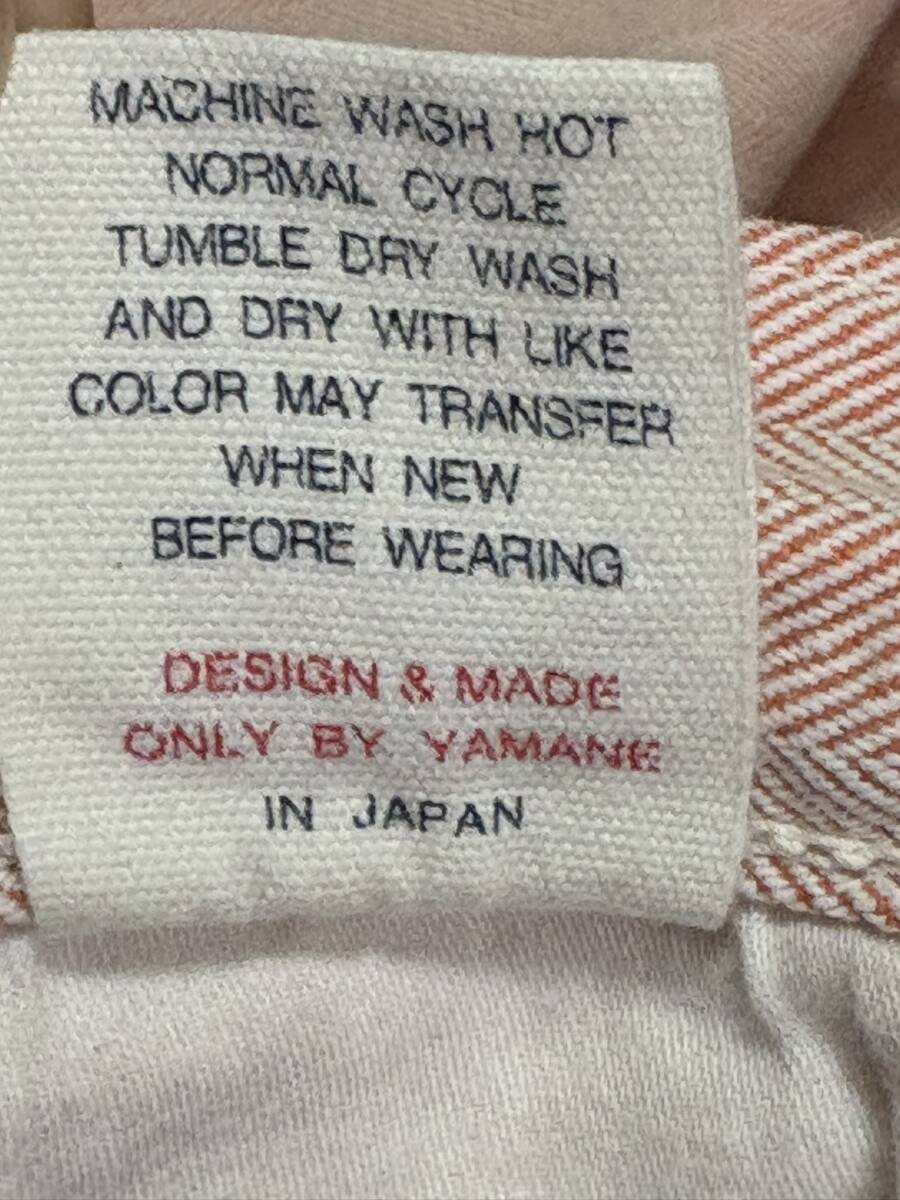 MACHINE WASH HOT
NORMAL CYCLE
TUMBLE DRY WASH
AND DRY WITH LIKE
COLOR MAY TRANSFER
WHEN NEW
BEFORE WEARING
DESIGN & MADE
ONLY BY YAMANE
IN JAPAN